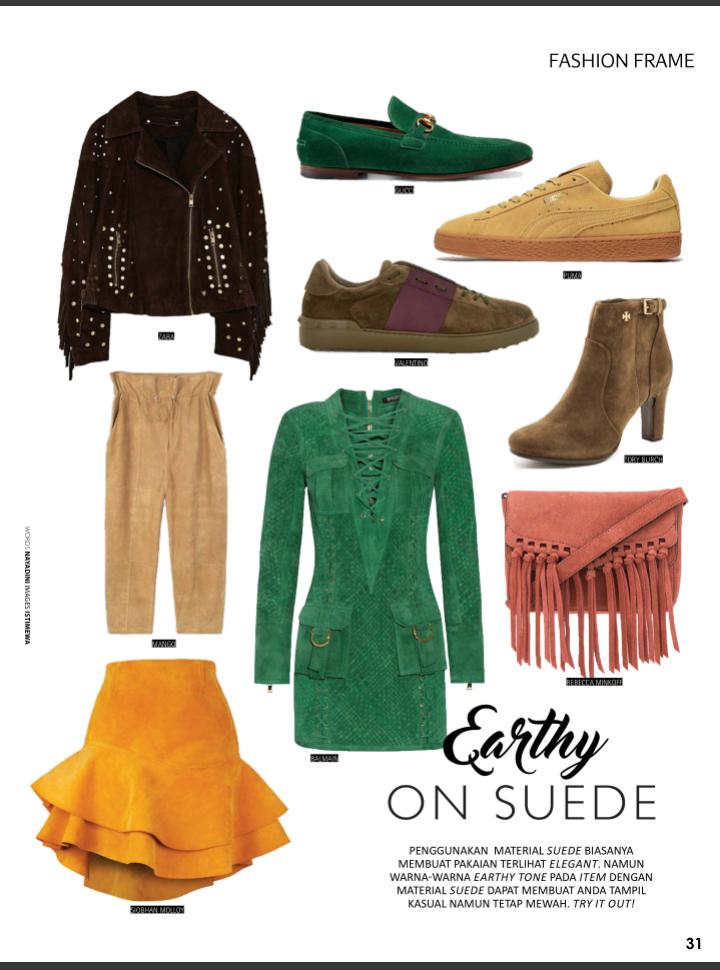 FASHION FRAME
GUCCI
PUMA
ZARA
VALENTINO
TORY BURCH
WORDS NAYADINI IMAGES ISTIMEWA
MANGO
REBECCA MINKOFF
BALMAIN
Earthy
ON SUEDE
PENGGUNAKAN MATERIAL SUEDE BIASANYA
MEMBUAT PAKAIAN TERLIHAT ELEGANT. NAMUN
WARNA-WARNA EARTHY TONE PADA ITEM DENGAN
MATERIAL SUEDE DAPAT MEMBUAT ANDA TAMPIL
KASUAL NAMUN TETAP MEWAH. TRY IT OUT!
SIOBHAN MOLLOY
31